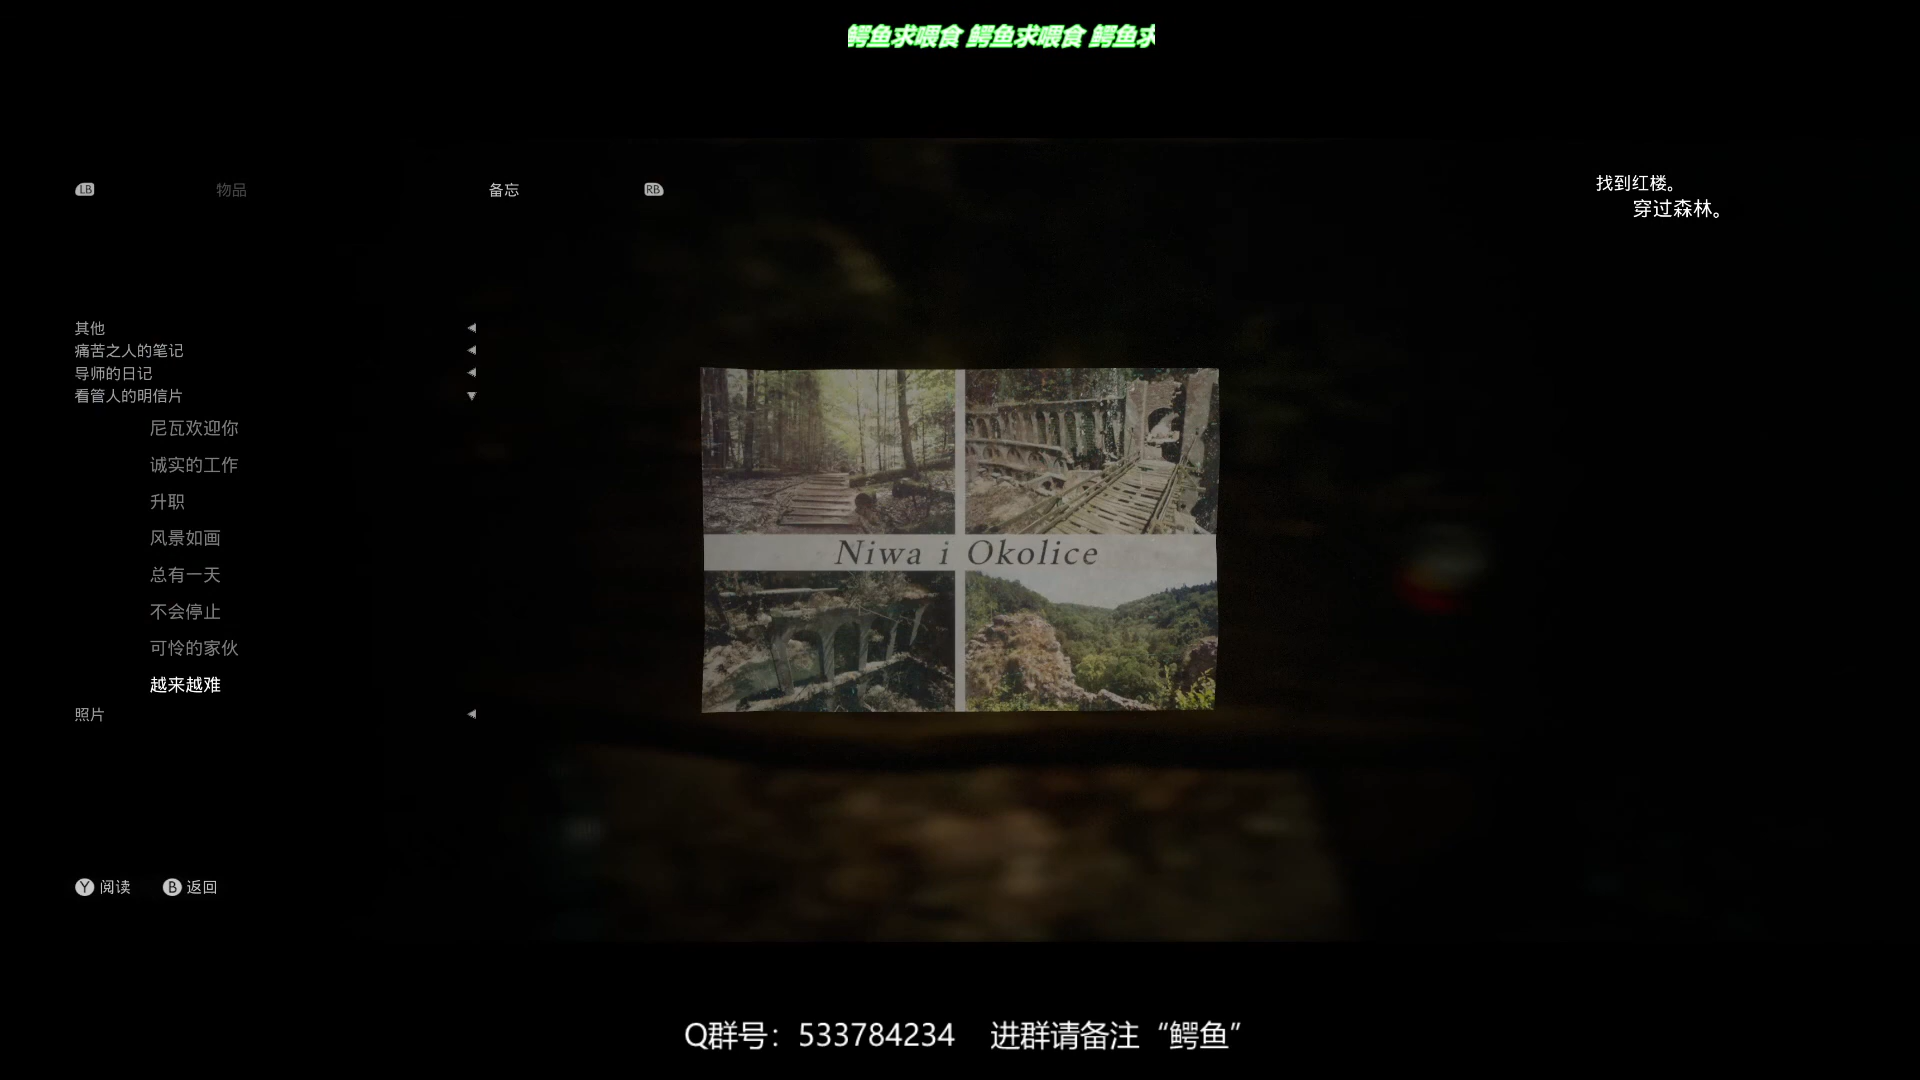 鳄鱼求喂食 鳄鱼求喂食 鳄鱼求
LB 物品 备忘 RB
找到红楼。
穿过森林。
其他
痛苦之人的笔记
导师的日记
看管人的明信片
尼瓦欢迎你
诚实的工作
升职
风景如画
总有一天
不会停止
可怜的家伙
越来越难
照片
Niwa i Okolice
Y 阅读 B 返回
Q群号：533784234 进群请备注“鳄鱼”